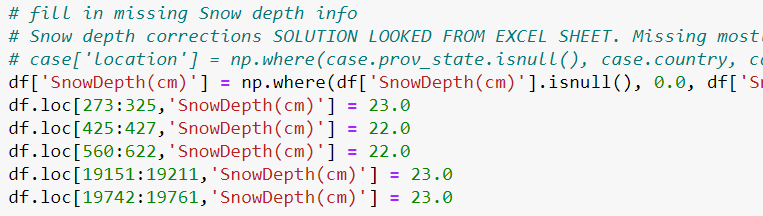 # fill in missing Snow depth info
# Snow depth corrections SOLUTION LOOKED FROM EXCEL SHEET. Missing mostl
# case['location'] = np.where(case.prov_state.isnull(), case.country, c
df['SnowDepth(cm)'] = np.where(df['SnowDepth(cm)'].isnull(), 0.0, df['S
df.loc[273:325,'SnowDepth(cm)'] = 23.0
df.loc[425:427,'SnowDepth(cm)'] = 22.0
df.loc[560:622,'SnowDepth(cm)'] = 22.0
df.loc[19151:19211,'SnowDepth(cm)'] = 23.0
df.loc[19742:19761,'SnowDepth(cm)'] = 23.0